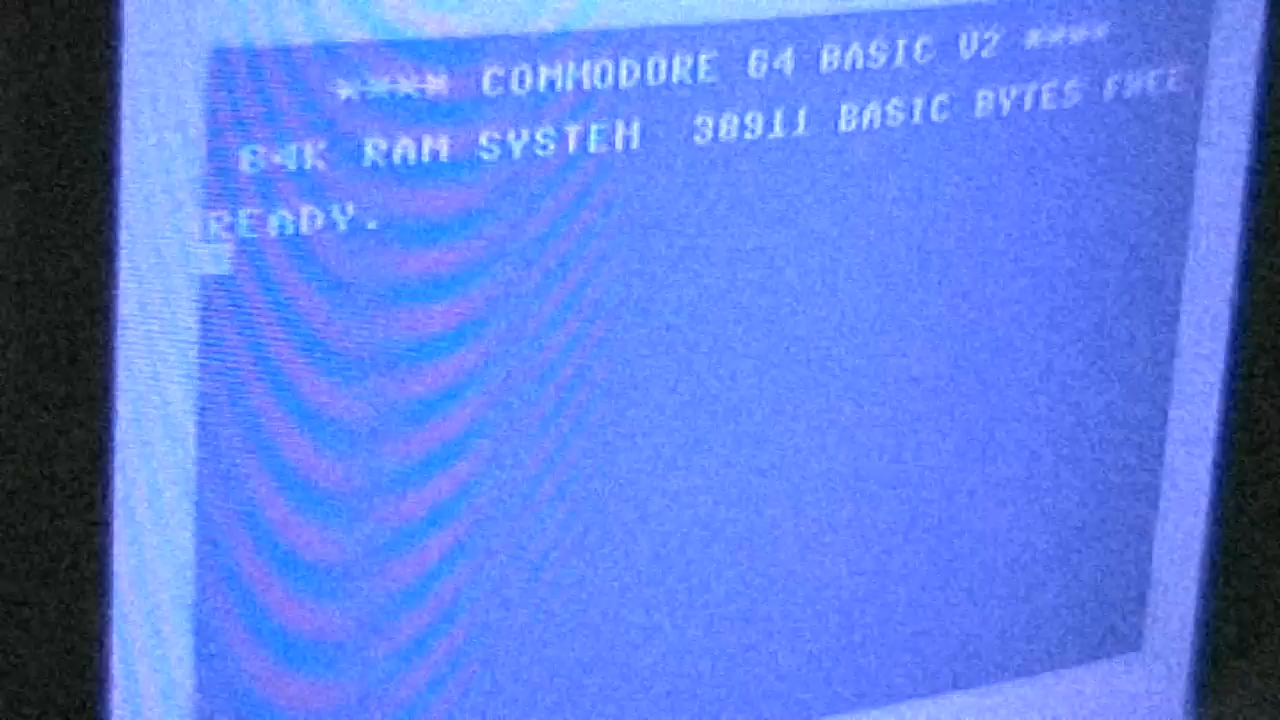 **** COMMODORE 64 BASIC V2 ****
64K RAM SYSTEM 38911 BASIC BYTES FREE
READY.